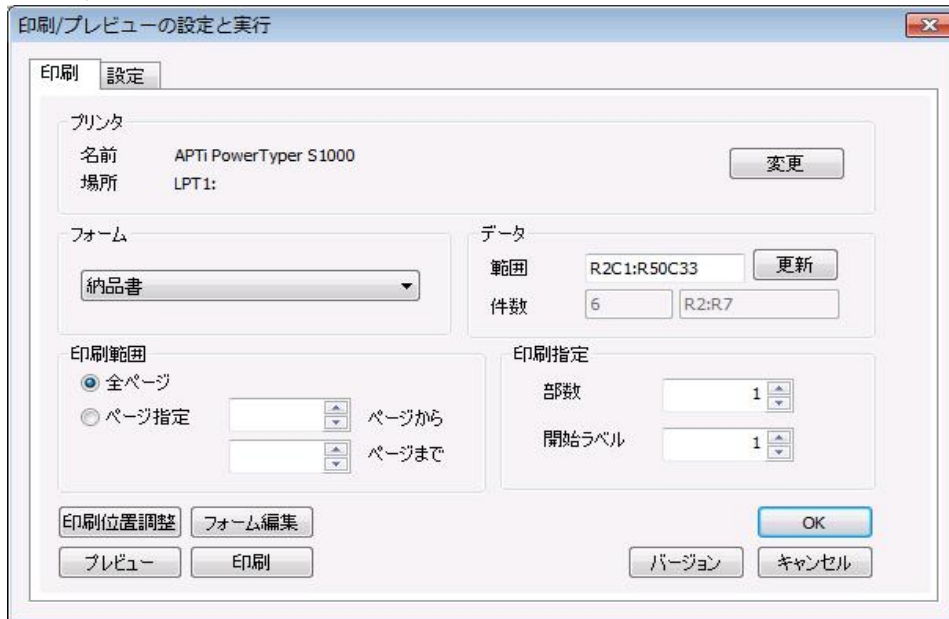 印刷/プレビューの設定と実行
印刷 設定
プリンタ
名前 APTi PowerTyper S1000
変更
場所 LPT1:
フォーム
納品書
データ
範囲 R2C1:R50C33 更新
件数 6 R2:R7
印刷範囲
全ページ
ページ指定 ページから
ページまで
印刷指定
部数 1
開始ラベル 1
印刷位置調整 フォーム編集 OK
プレビュー 印刷 バージョン キャンセル